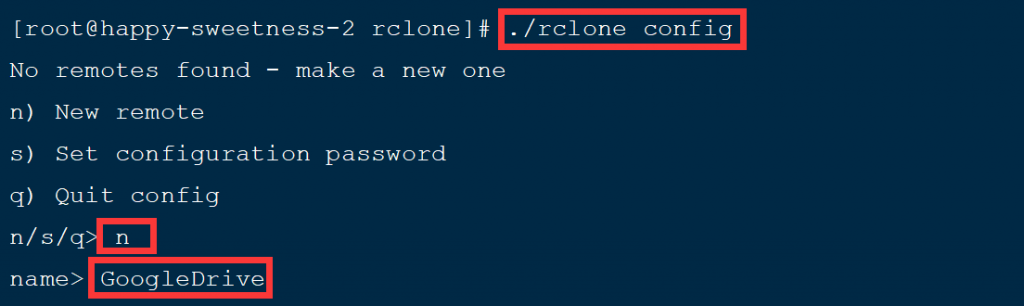 [root@happy-sweetness-2 rclone]# ./rclone config
No remotes found - make a new one
n) New remote
s) Set configuration password
q) Quit config
n/s/q> n
name> GoogleDrive